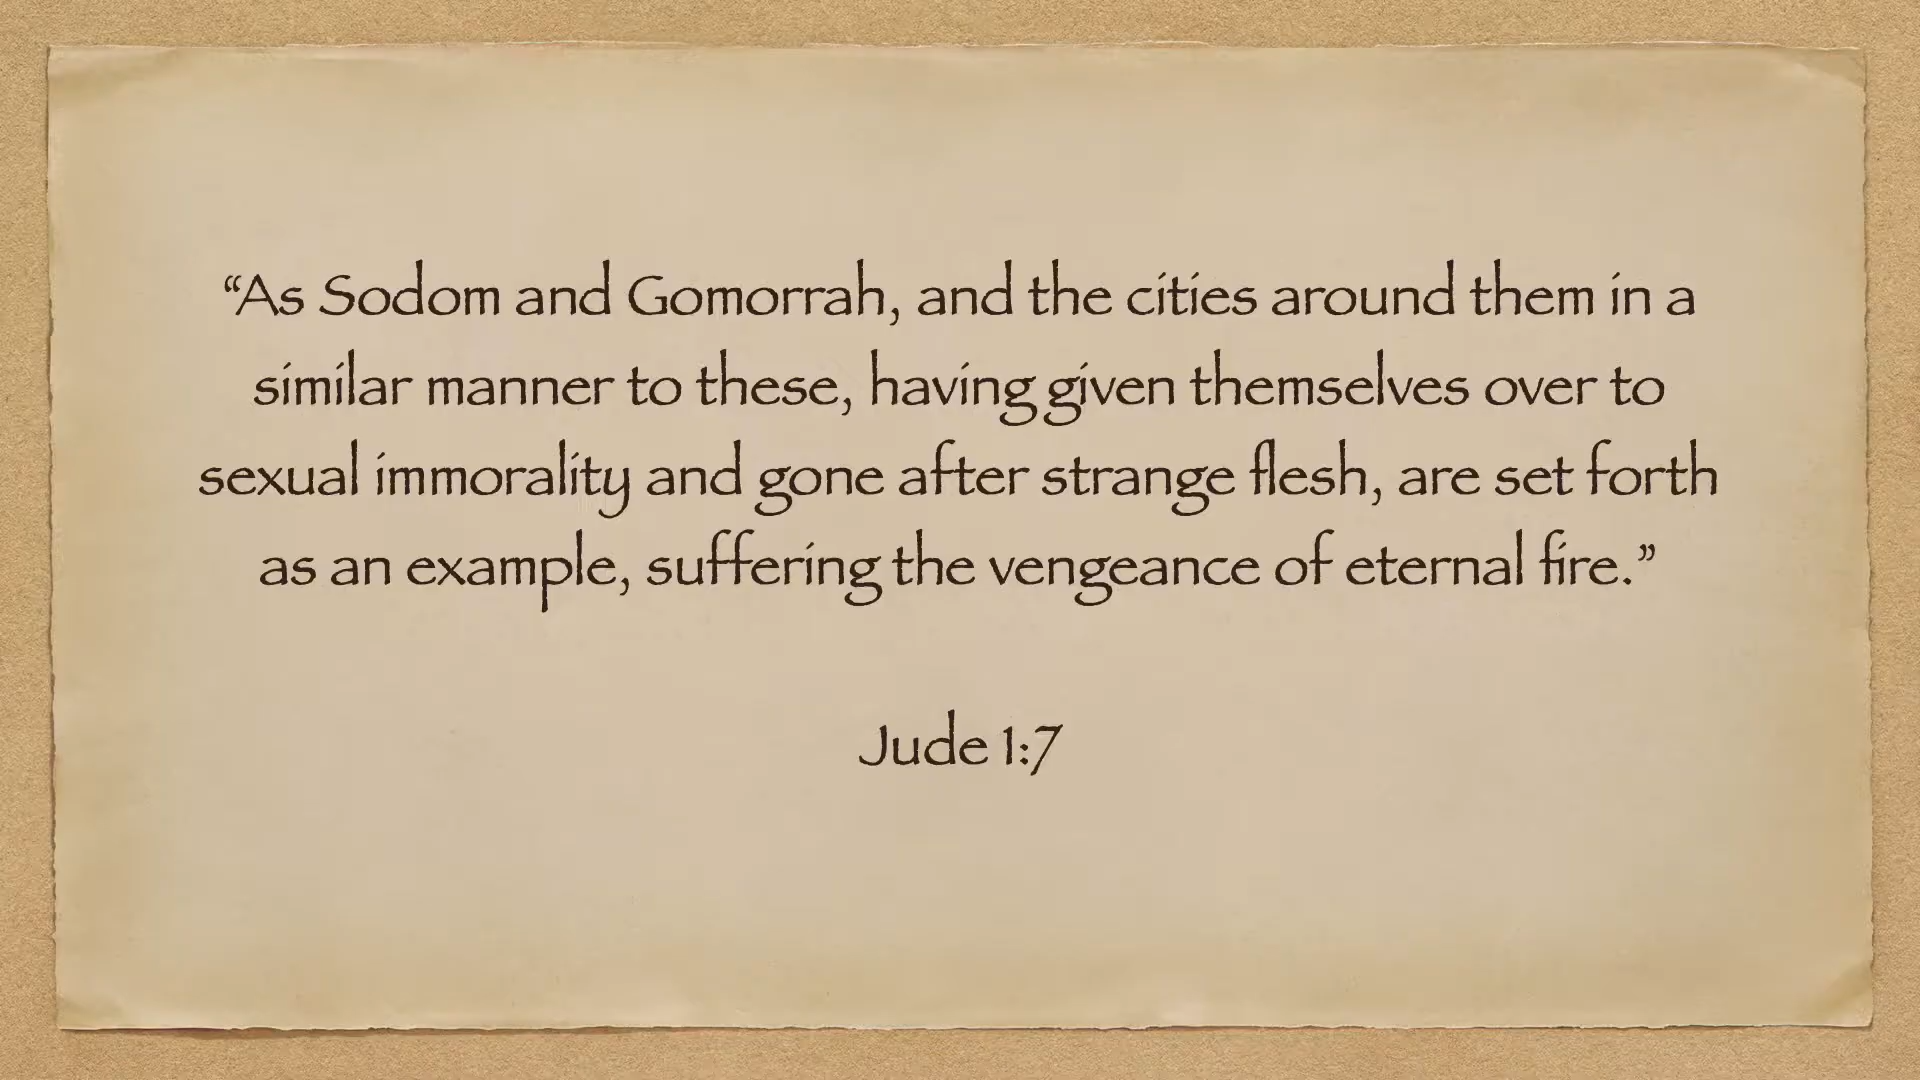 “As Sodom and Gomorrah, and the cities around them in a
similar manner to these, having given themselves over to
sexual immorality and gone after strange flesh, are set forth
as an example, suffering the vengeance of eternal fire.”
Jude 1:7